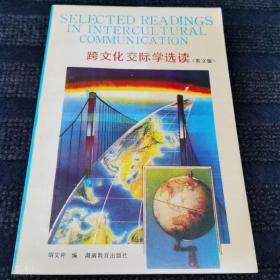 SELECTED READINGS
IN INTERCULTURAL
COMMUNICATION
跨文化交际学选读(英文版)
胡文仲 编 湖南教育出版社